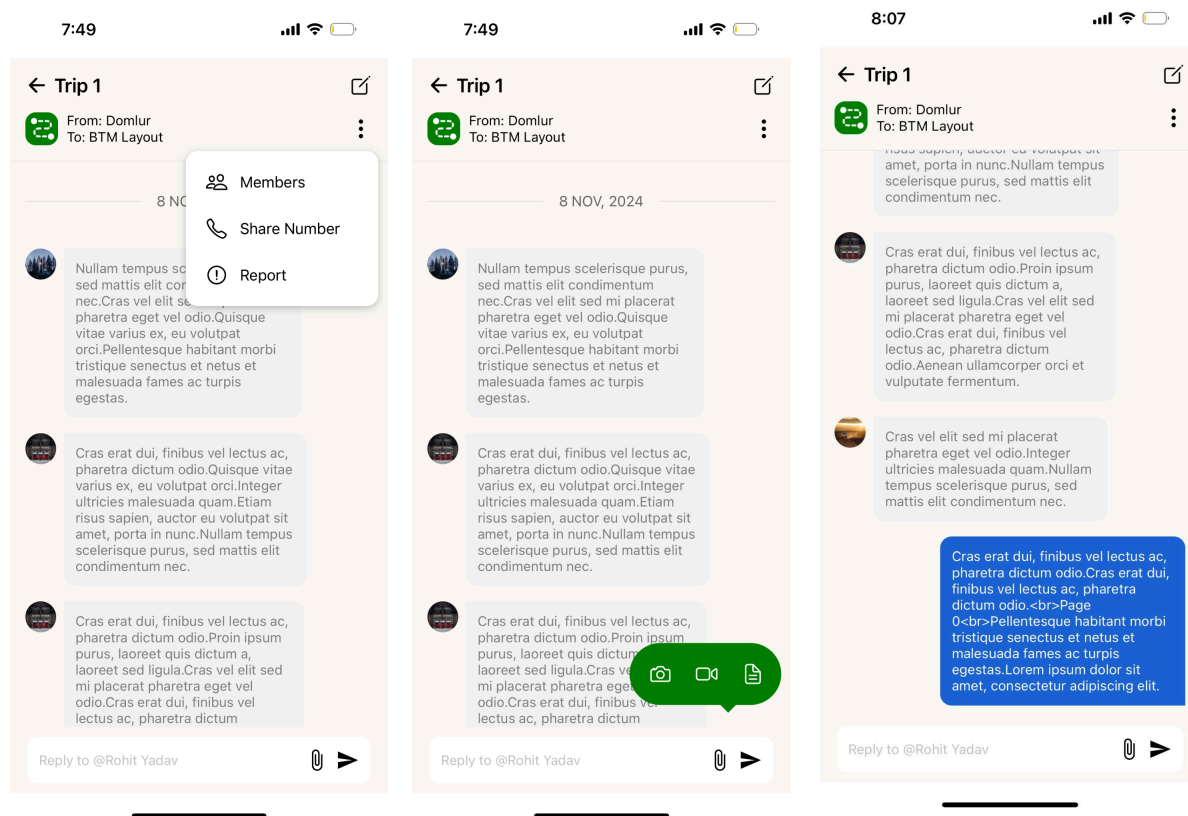 7:49
Trip 1
From: Domlur
To: BTM Layout
Members
Share Number
Report
8 NO
Nullam tempus sc
sed mattis elit cor
nec.Cras vel elit se
pharetra eget vel odio.Quisque
vitae varius ex, eu volutpat
orci.Pellentesque habitant morbi
tristique senectus et netus et
malesuada fames ac turpis
egestas.
Cras erat dui, finibus vel lectus ac,
pharetra dictum odio.Quisque vitae
varius ex, eu volutpat orci.Integer
ultricies malesuada quam.Etiam
risus sapien, auctor eu volutpat sit
amet, porta in nunc.Nullam tempus
scelerisque purus, sed mattis elit
condimentum nec.
Cras erat dui, finibus vel lectus ac,
pharetra dictum odio.Proin ipsum
purus, laoreet quis dictum a,
laoreet sed ligula.Cras vel elit sed
mi placerat pharetra eget vel
odio.Cras erat dui, finibus vel
lectus ac, pharetra dictum
Reply to @Rohit Yadav
7:49
Trip 1
From: Domlur
To: BTM Layout
8 NOV, 2024
Nullam tempus scelerisque purus,
sed mattis elit condimentum
nec.Cras vel elit sed mi placerat
pharetra eget vel odio.Quisque
vitae varius ex, eu volutpat
orci.Pellentesque habitant morbi
tristique senectus et netus et
malesuada fames ac turpis
egestas.
Cras erat dui, finibus vel lectus ac,
pharetra dictum odio.Quisque vitae
varius ex, eu volutpat orci.Integer
ultricies malesuada quam.Etiam
risus sapien, auctor eu volutpat sit
amet, porta in nunc.Nullam tempus
scelerisque purus, sed mattis elit
condimentum nec.
Cras erat dui, finibus vel lectus ac,
pharetra dictum odio.Proin ipsum
purus, laoreet quis dictum
laoreet sed ligula.Cras ve
mi placerat pharetra ege
odio.Cras erat dui, finibus ve
lectus ac, pharetra dictum
Reply to @Rohit Yadav
8:07
Trip 1
From: Domlur
To: BTM Layout
risus sapien, auctor eu volutpat sit
amet, porta in nunc.Nullam tempus
scelerisque purus, sed mattis elit
condimentum nec.
Cras erat dui, finibus vel lectus ac,
pharetra dictum odio.Proin ipsum
purus, laoreet quis dictum a,
laoreet sed ligula.Cras vel elit sed
mi placerat pharetra eget vel
odio.Cras erat dui, finibus vel
lectus ac, pharetra dictum
odio.Aenean ullamcorper orci et
vulputate fermentum.
Cras vel elit sed mi placerat
pharetra eget vel odio.Integer
ultricies malesuada quam.Nullam
tempus scelerisque purus, sed
mattis elit condimentum nec.
Cras erat dui, finibus vel lectus ac,
pharetra dictum odio.Cras erat dui,
finibus vel lectus ac, pharetra
dictum odio.<br>Page
0<br>Pellentesque habitant morbi
tristique senectus et netus et
malesuada fames ac turpis
egestas.Lorem ipsum dolor sit
amet, consectetur adipiscing elit.
Reply to @Rohit Yadav